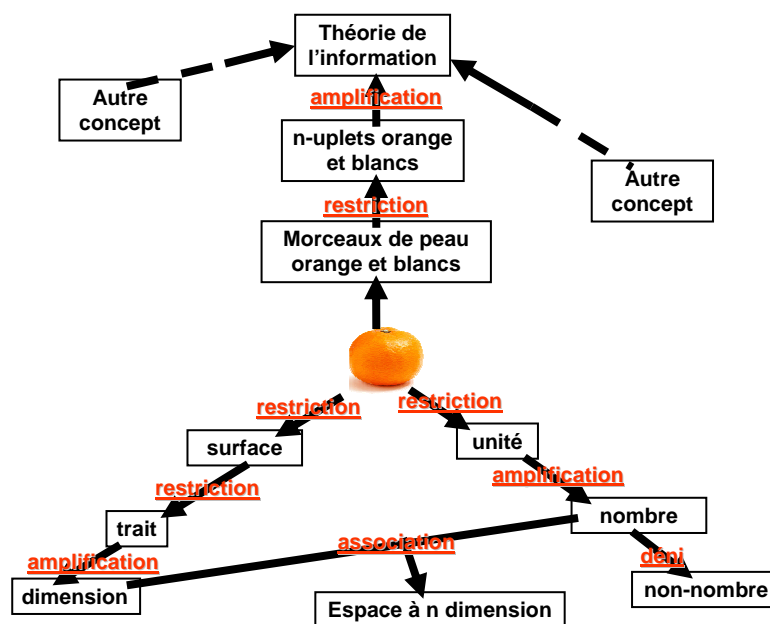 Théorie de
l'information
Autre
concept
amplification
n-uplets orange
et blancs
Autre
concept
restriction
Morceaux de peau
orange et blancs
restriction
restriction
surface
unité
restriction
amplification
trait
nombre
association
amplification
déni
dimension
non-nombre
Espace à n dimension